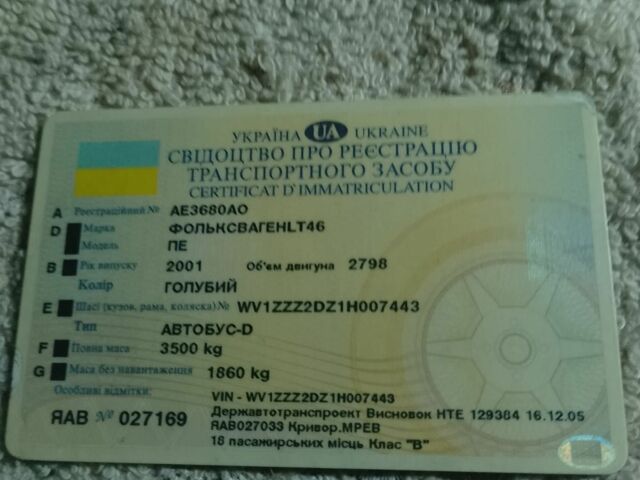 УКРАЇНА UA UKRAINE
СВІДОЦТВО ПРО РЕЄСТРАЦІЮ
ТРАНСПОРТНОГО ЗАСОБУ
CERTIFICAT D'IMMATRICULATION
A Реєстраційний № АЕ3680АО
D Марка ФОЛЬКСВАГЕНLT46
Модель ПЕ
B Рік випуску 2001 Об'єм двигуна 2798
Колір ГОЛУБИЙ
E Шасі (кузов, рама, коляска) № WV1ZZZ2DZ1H007443
Тип АВТОБУС-D
F Повна маса 3500 kg
G Маса без навантаження 1860 kg
Особливі відмітки: VIN - WV1ZZZ2DZ1H007443
Державтотранспроект Висновок НТЕ 129384 16.12.05
ЯАВ № 027169 ЯАВ027033 Кривор.МРЕВ
18 пасажирських місць Клас "В"